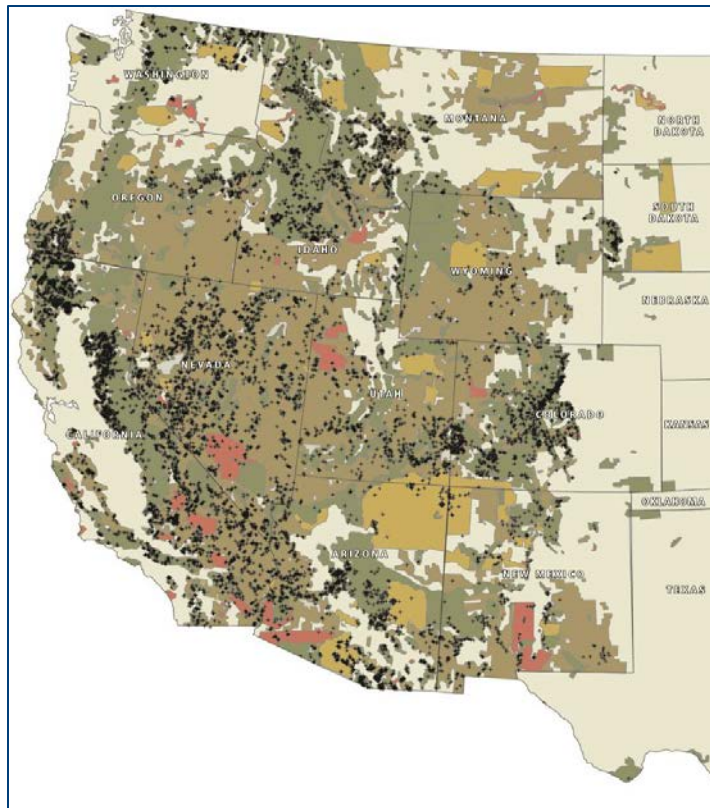 WASHINGTON
MONTANA
NORTH
DAKOTA
OREGON
IDAHO
SOUTH
DAKOTA
WYOMING
NEBRASKA
NEVADA
UTAH
COLORADO
CALIFORNIA
KANSAS
OKLAHOMA
ARIZONA
NEW MEXICO
TEXAS